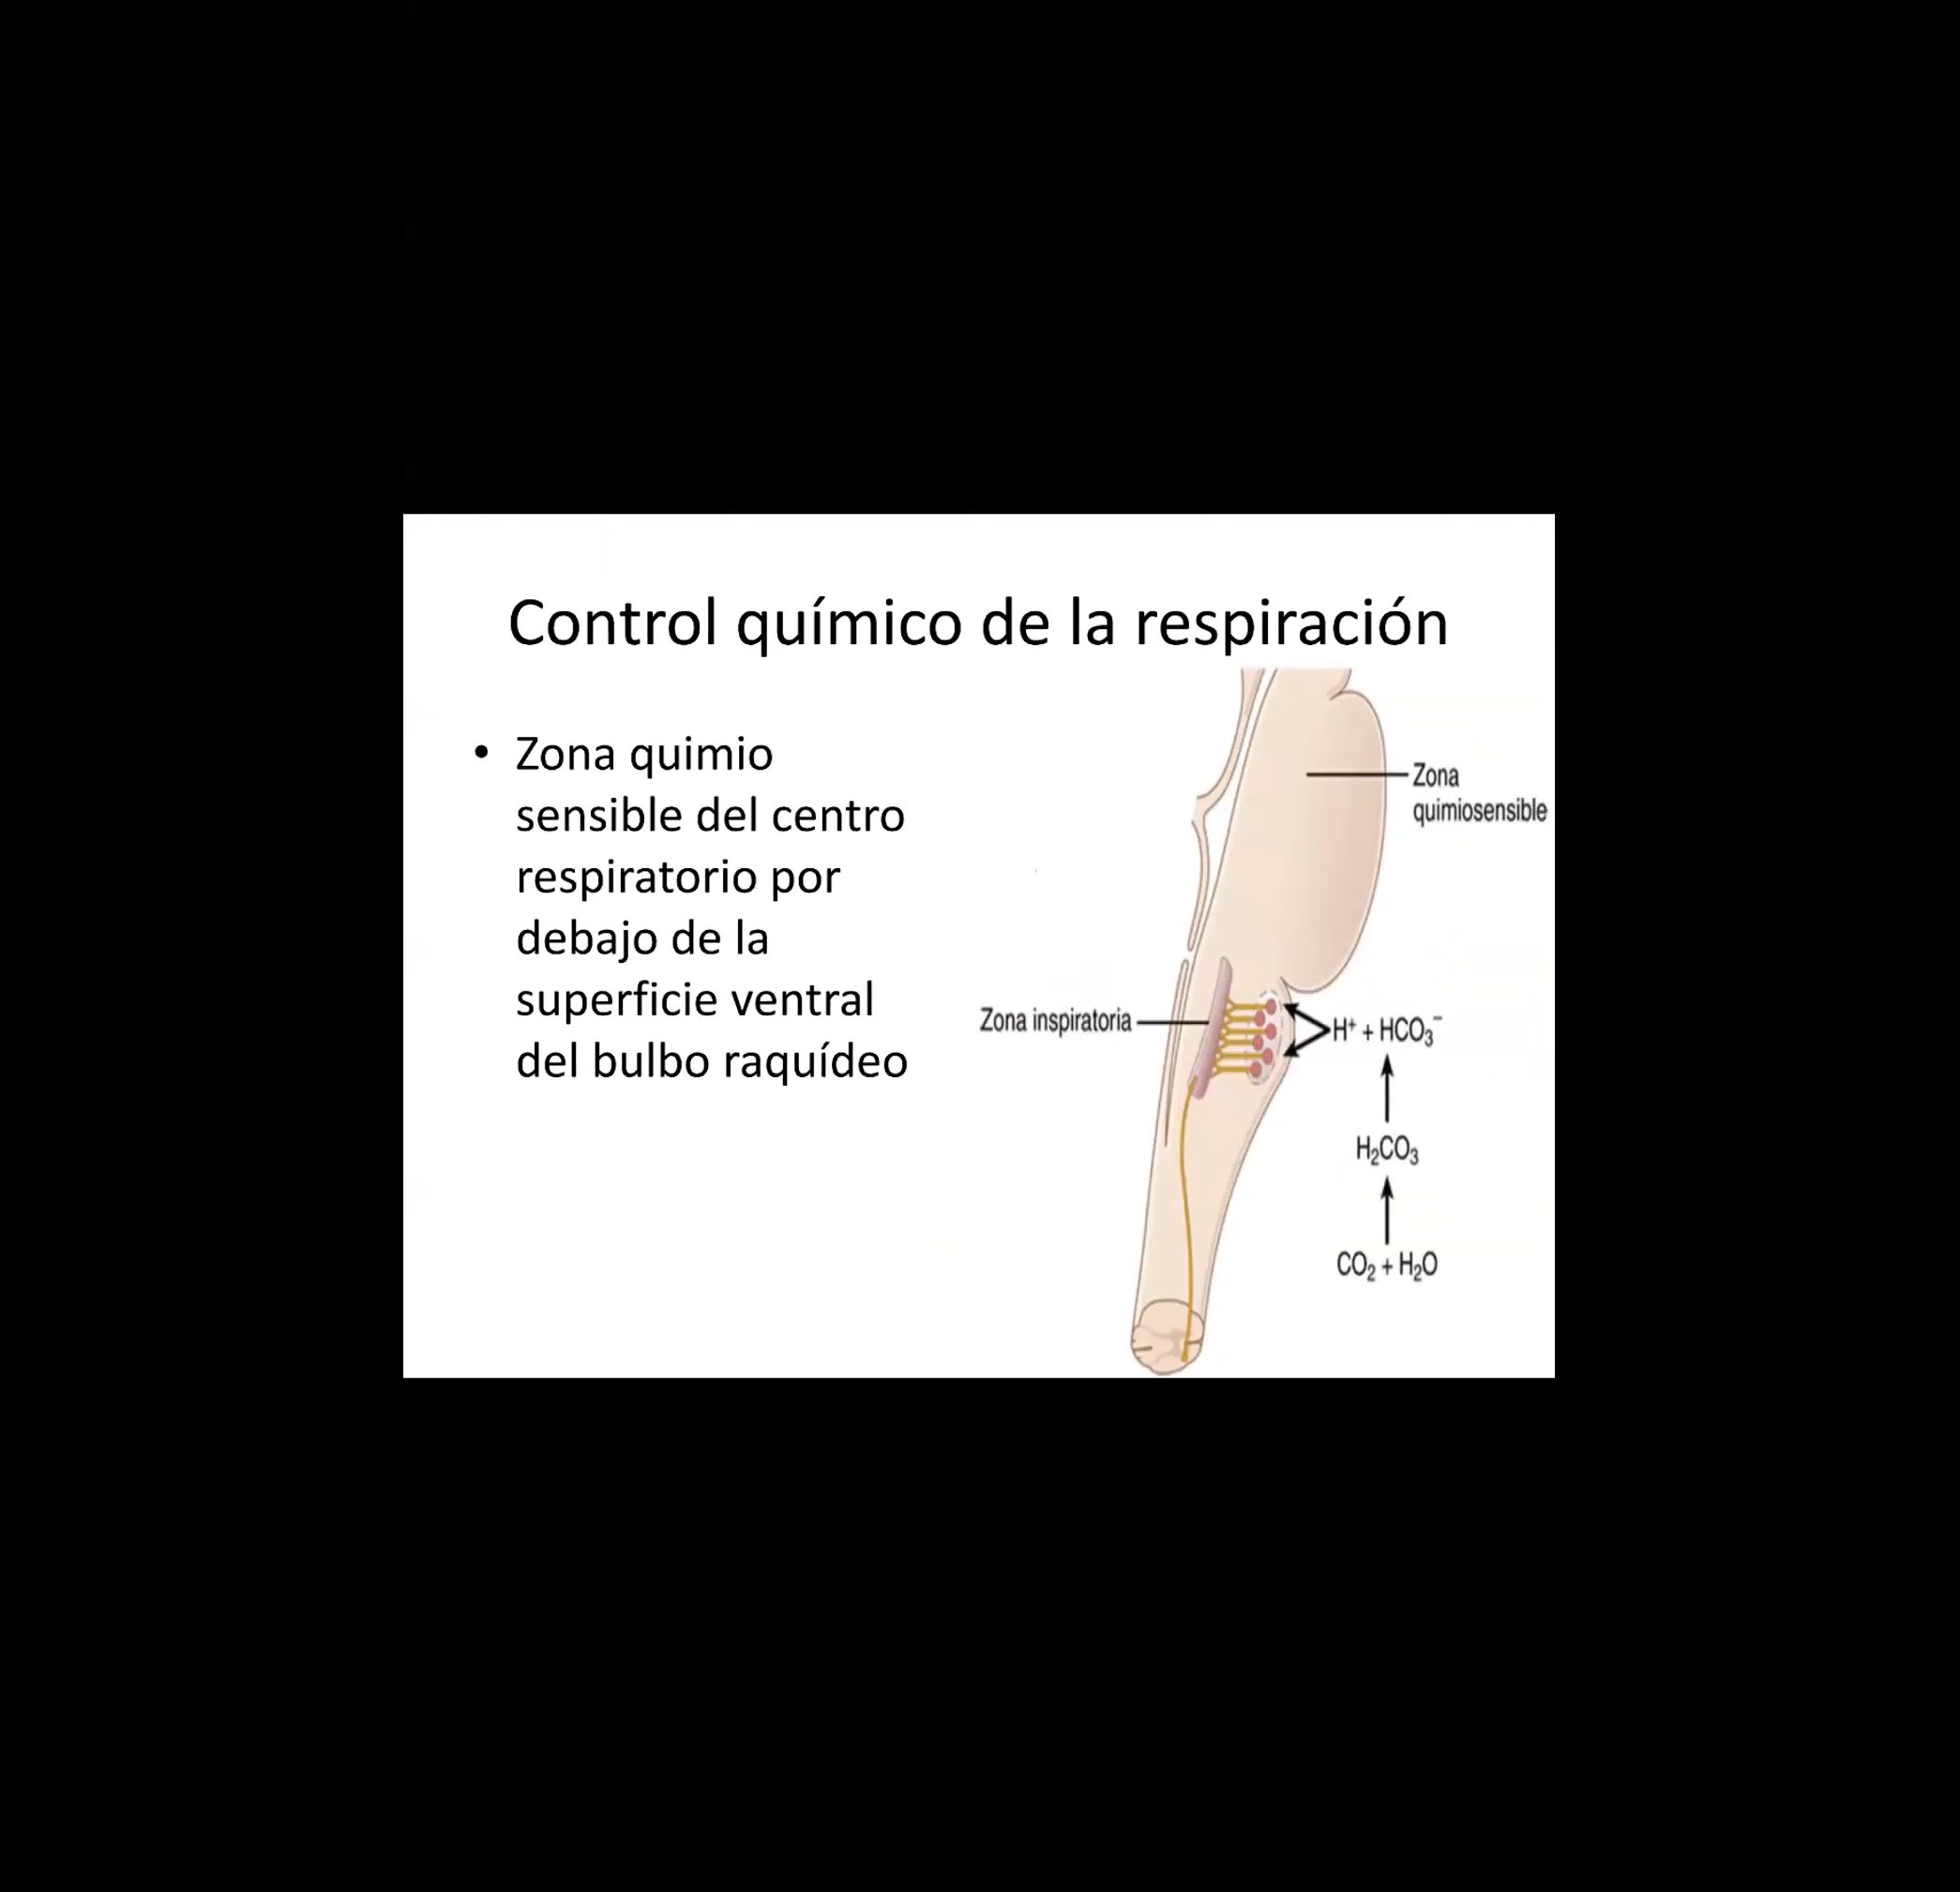 Control químico de la respiración
• Zona quimio
sensible del centro
respiratorio por
debajo de la
superficie ventral
del bulbo raquídeo
Zona
quimiosensible
Zona inspiratoria
H⁺ + HCO₃⁻
H₂CO₃
CO₂ + H₂O